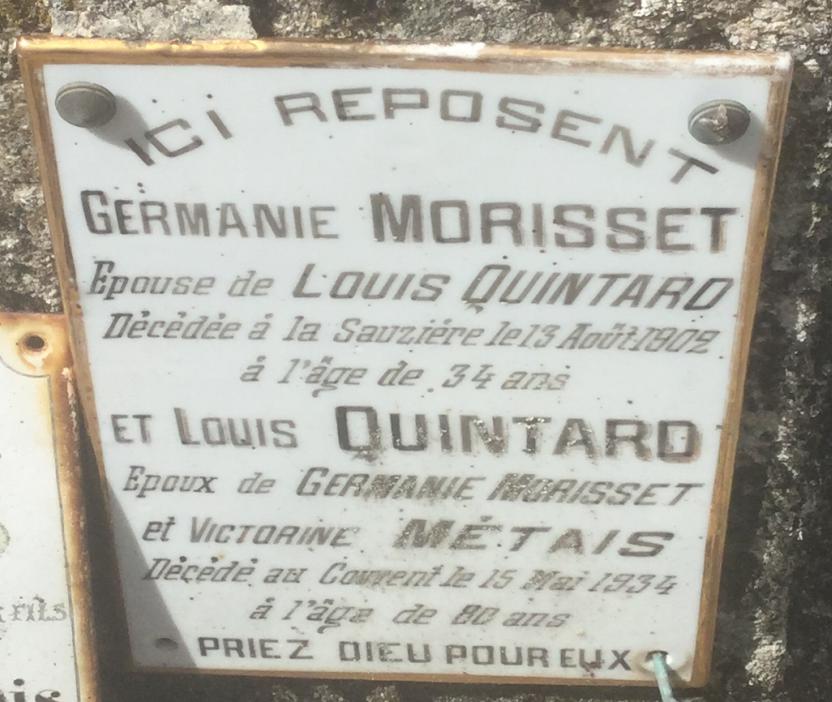 ICI REPOSENT
GERMANIE MORISSET
Epouse de LOUIS QUINTARD
Décédée á la Sauziére le 13 Août 1902
á l'âge de 34 ans
ET LOUIS QUINTARD
Epoux de GERMANIE MORISSET
et VICTORINE MÉTAIS
Décédé au Couvent le 15 Mai 1934
á l'âge de 80 ans
PRIEZ DIEU POUR EUX
FILS